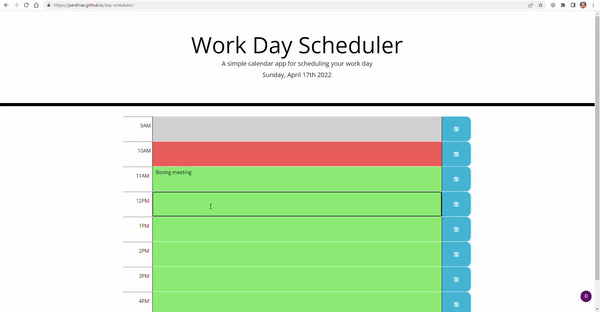 https://jsardinas.github.io/day-scheduler/
Work Day Scheduler
A simple calendar app for scheduling your work day
Sunday, April 17th 2022
9AM
10AM
11AM Boring meeting
12PM
1PM
2PM
3PM
4PM